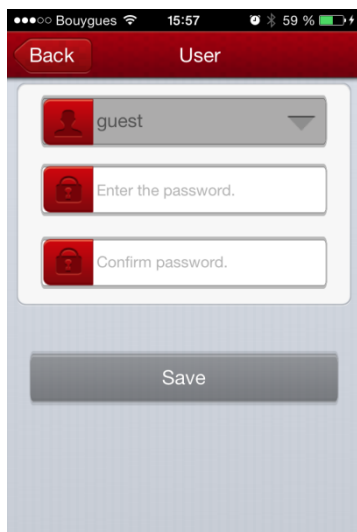 Bouygues 15:57 59 %
Back User
guest
Enter the password.
Confirm password.
Save